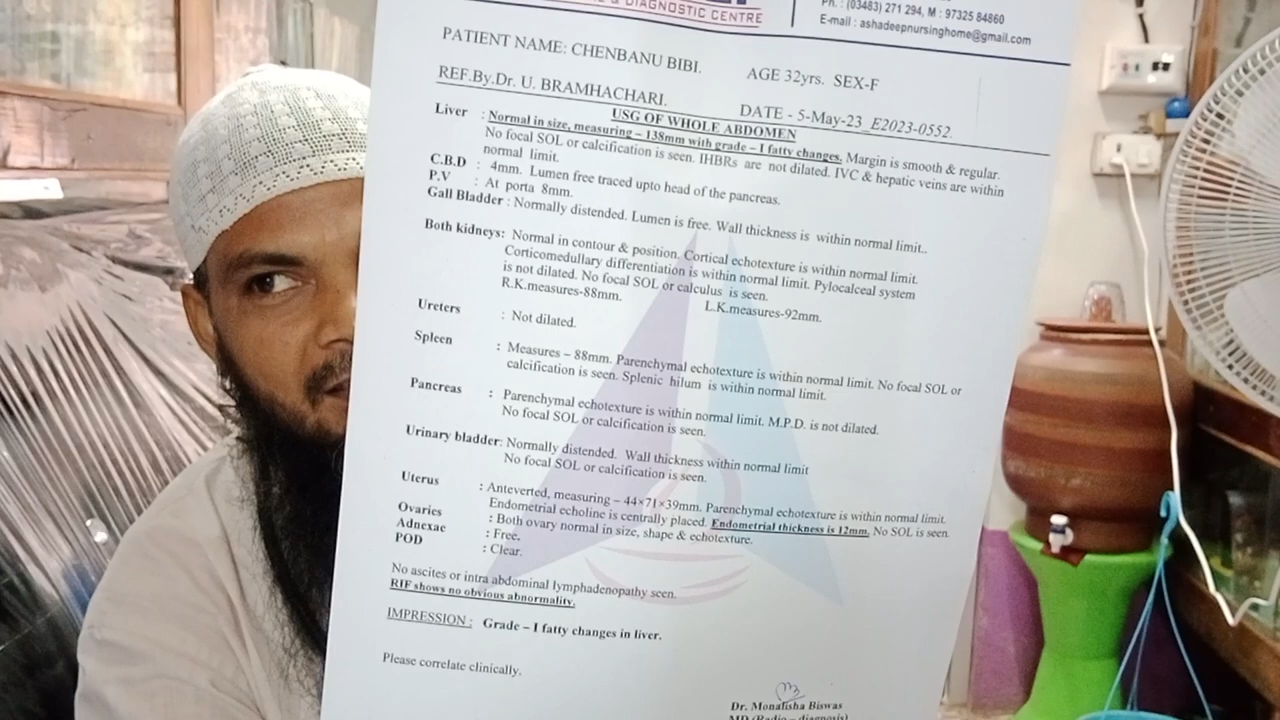 & DIAGNOSTIC CENTRE
Ph. : (03483) 271 294, M : 97325 84860
E-mail : ashadeepnursinghome@gmail.com
PATIENT NAME: CHENBANU BIBI. AGE 32yrs. SEX-F
REF.By.Dr. U. BRAMHACHARI. DATE - 5-May-23 E2023-0552
USG OF WHOLE ABDOMEN
Liver : Normal in size, measuring – 138mm with grade – I fatty changes. Margin is smooth & regular.
No focal SOL or calcification is seen. IHBRs are not dilated. IVC & hepatic veins are within
normal limit.
C.B.D : 4mm. Lumen free traced upto head of the pancreas.
P.V : At porta 8mm.
Gall Bladder : Normally distended. Lumen is free. Wall thickness is within normal limit..
Both kidneys: Normal in contour & position. Cortical echotexture is within normal limit.
Corticomedullary differentiation is within normal limit. Pylocalceal system
is not dilated. No focal SOL or calculus is seen.
R.K.measures-88mm. L.K.measures-92mm.
Ureters : Not dilated.
Spleen : Measures – 88mm. Parenchymal echotexture is within normal limit. No focal SOL or
calcification is seen. Splenic hilum is within normal limit.
Pancreas : Parenchymal echotexture is within normal limit. M.P.D. is not dilated.
No focal SOL or calcification is seen.
Urinary bladder: Normally distended. Wall thickness within normal limit
No focal SOL or calcification is seen.
Uterus : Anteverted, measuring – 44×71×39mm. Parenchymal echotexture is within normal limit.
Endometrial echoline is centrally placed. Endometrial thickness is 12mm. No SOL is seen.
Ovaries : Both ovary normal in size, shape & echotexture.
Adnexae : Free.
POD : Clear.
No ascites or intra abdominal lymphadenopathy seen.
RIF shows no obvious abnormality.
IMPRESSION : Grade – I fatty changes in liver.
Please correlate clinically.
Dr. Monalisha Biswas
MD (Radio – diagnosis)